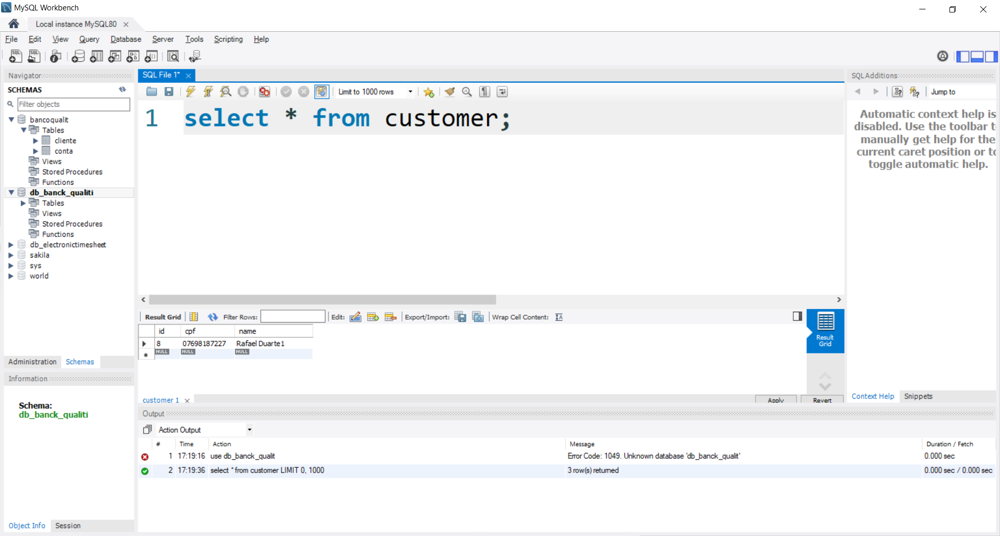 MySQL Workbench
Local instance MySQL80
File Edit View Query Database Server Tools Scripting Help
Navigator
SCHEMAS
Filter objects
bancoqualit
Tables
cliente
conta
Views
Stored Procedures
Functions
db_banck_qualiti
Tables
Views
Stored Procedures
Functions
db_electronictimesheet
sakila
sys
world
Administration Schemas
Information
Schema:
db_banck_qualiti
Object Info Session
SQL File 1*
Limit to 1000 rows
1 select * from customer;
Result Grid Filter Rows: Edit: Export/Import: Wrap Cell Content:
id cpf name
8 07698187227 Rafael Duarte1
NULL NULL NULL
Result
Grid
customer 1
Apply Revert
Output
Action Output
# Time Action Message Duration / Fetch
1 17:19:16 use db_banck_qualit Error Code: 1049. Unknown database 'db_banck_qualit' 0.000 sec
2 17:19:36 select * from customer LIMIT 0, 1000 3 row(s) returned 0.000 sec / 0.000 sec
SQLAdditions
Jump to
Automatic context help is
disabled. Use the toolbar t
manually get help for the
current caret position or to
toggle automatic help.
Context Help Snippets